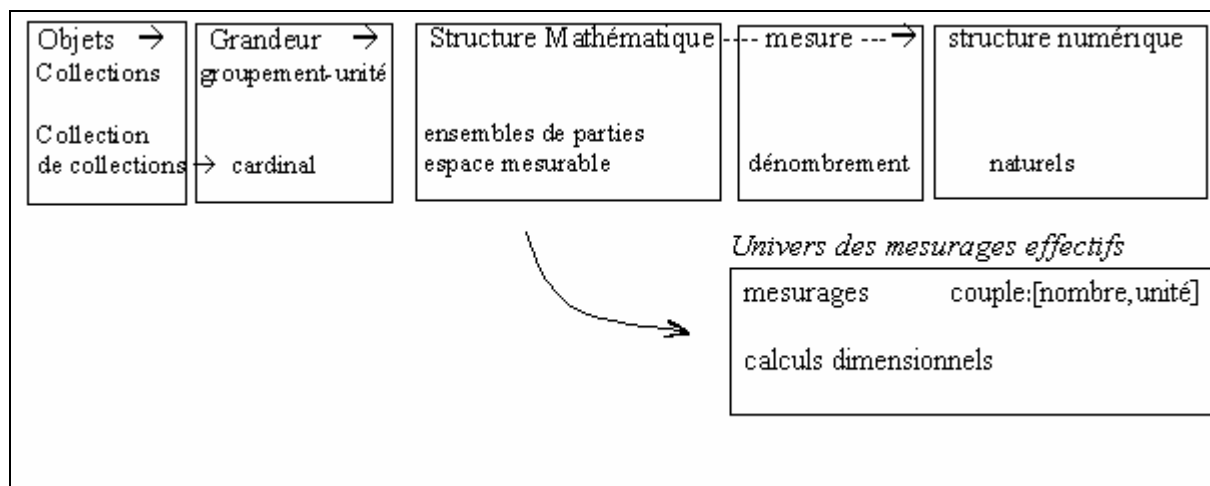 Objets → Grandeur → Structure Mathématique ---- mesure --- → structure numérique
Collections groupement-unité
Collection ensembles de parties
de collections → cardinal espace mesurable dénombrement naturels
Univers des mesurages effectifs
mesurages couple:[nombre,unité]
calculs dimensionnels